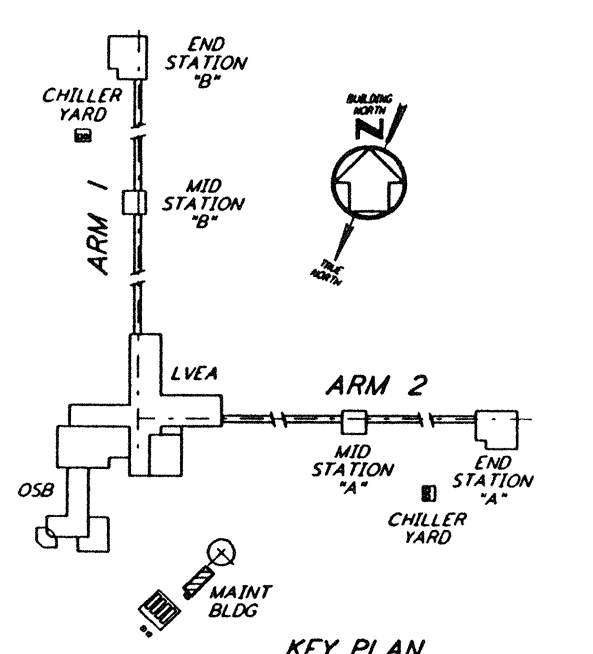 END
STATION
"B"
CHILLER
YARD
BUILDING
NORTH
N
MID
STATION
"B"
ARM 1
TRUE
NORTH
LVEA
ARM 2
MID
STATION
"A"
END
STATION
"A"
OSB
CHILLER
YARD
MAINT
BLDG
KEY PLAN